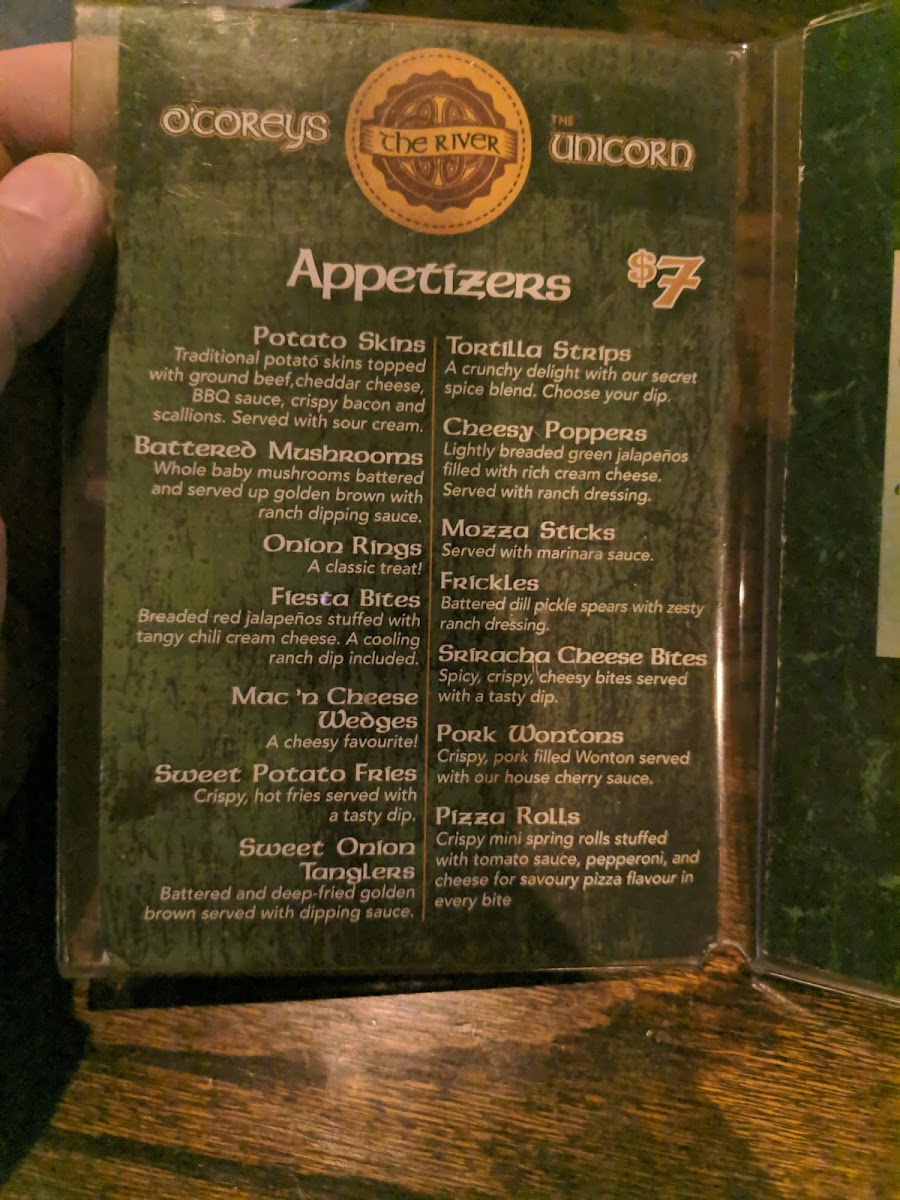 O'COREYS
THE RIVER
THE
UNICORN
Appetizers
$7
Potato Skins
Traditional potato skins topped
with ground beef,cheddar cheese,
BBQ sauce, crispy bacon and
scallions. Served with sour cream.
Battered Mushrooms
Whole baby mushrooms battered
and served up golden brown with
ranch dipping sauce.
Onion Rings
A classic treat!
Fiesta Bites
Breaded red jalapeños stuffed with
tangy chili cream cheese. A cooling
ranch dip included.
Mac 'n Cheese
Wedges
A cheesy favourite!
Sweet Potato Fries
Crispy, hot fries served with
a tasty dip.
Sweet Onion
Tanglers
Battered and deep-fried golden
brown served with dipping sauce.
Tortilla Strips
A crunchy delight with our secret
spice blend. Choose your dip.
Cheesy Poppers
Lightly breaded green jalapeños
filled with rich cream cheese.
Served with ranch dressing.
Mozza Sticks
Served with marinara sauce.
Frickles
Battered dill pickle spears with zesty
ranch dressing.
Sriracha Cheese Bites
Spicy, crispy, cheesy bites served
with a tasty dip.
Pork Wontons
Crispy, pork filled Wonton served
with our house cherry sauce.
Pizza Rolls
Crispy mini spring rolls stuffed
with tomato sauce, pepperoni, and
cheese for savoury pizza flavour in
every bite